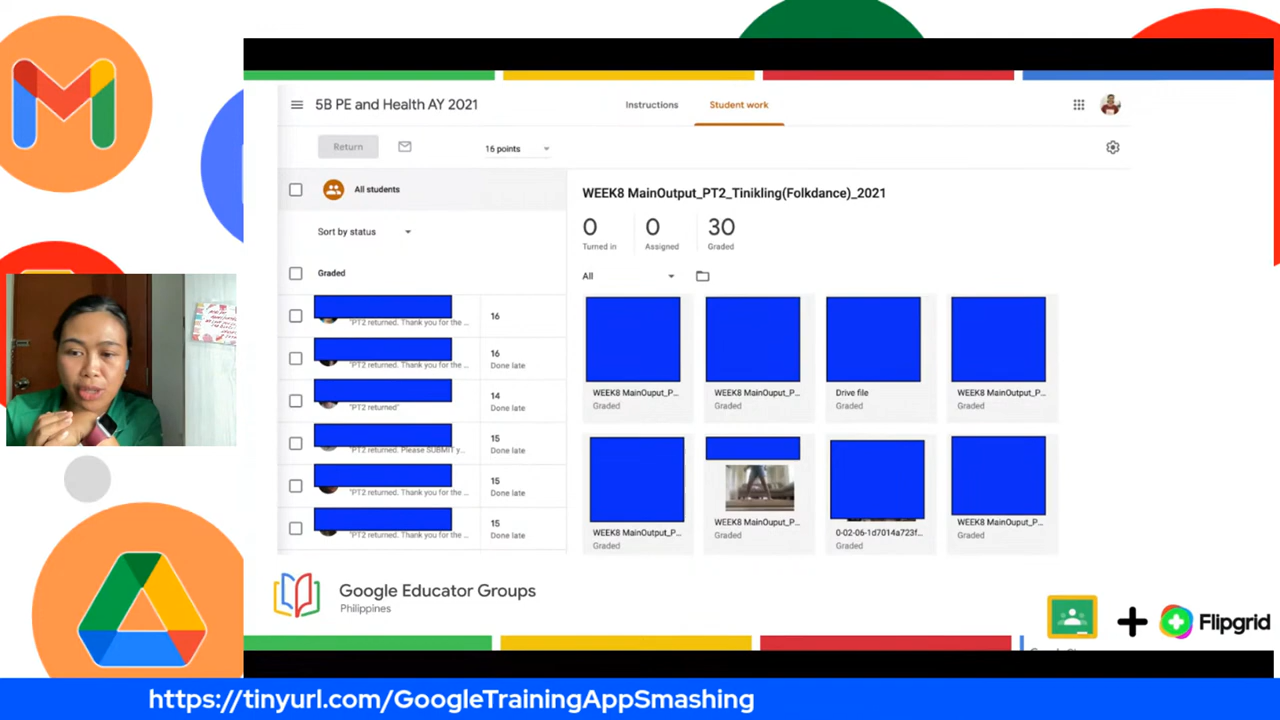 5B PE and Health AY 2021
Instructions
Student work
Return
16 points
All students
Sort by status
Graded
"PT2 returned. Thank you for the ...
16
"PT2 returned. Thank you for the ...
16
Done late
"PT2 returned"
14
Done late
"PT2 returned. Please SUBMIT y...
15
Done late
"PT2 returned. Thank you for the ...
15
Done late
"PT2 returned. Thank you for the ...
15
Done late
WEEK8 MainOutput_PT2_Tinikling(Folkdance)_2021
0
Turned in
0
Assigned
30
Graded
All
WEEK8 MainOuput_P...
Graded
WEEK8 MainOuput_P...
Graded
Drive file
Graded
WEEK8 MainOutput_P...
Graded
WEEK8 MainOutput_P...
Graded
WEEK8 MainOuput_P...
Graded
0-02-06-1d7014a723f...
Graded
WEEK8 MainOutput_P...
Graded
Google Educator Groups
Philippines
+
Flipgrid
https://tinyurl.com/GoogleTrainingAppSmashing